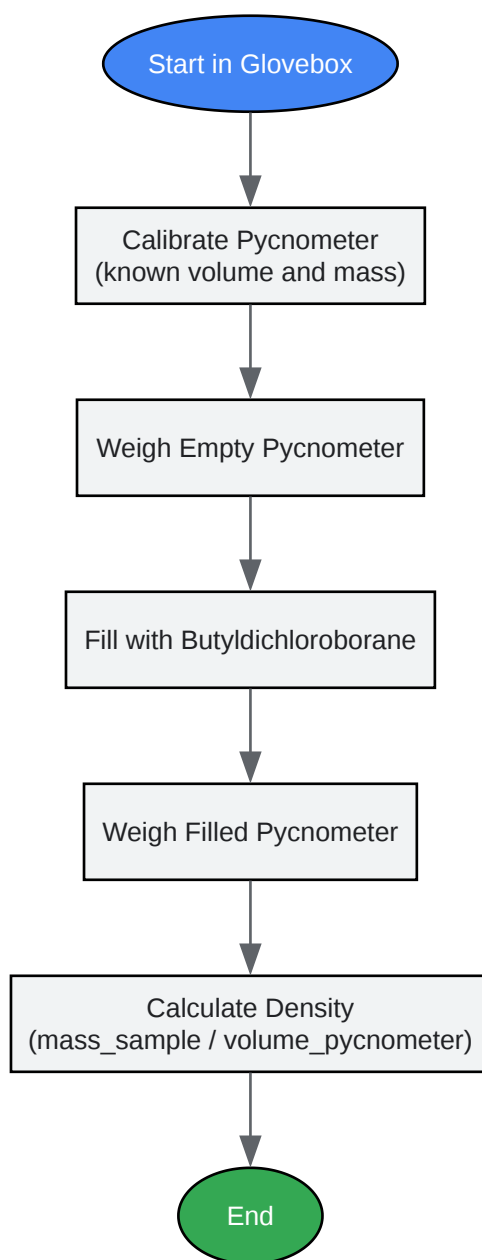 Start in Glovebox
Calibrate Pycnometer
(known volume and mass)
Weigh Empty Pycnometer
Fill with Butyldichloroborane
Weigh Filled Pycnometer
Calculate Density
(mass_sample / volume_pycnometer)
End